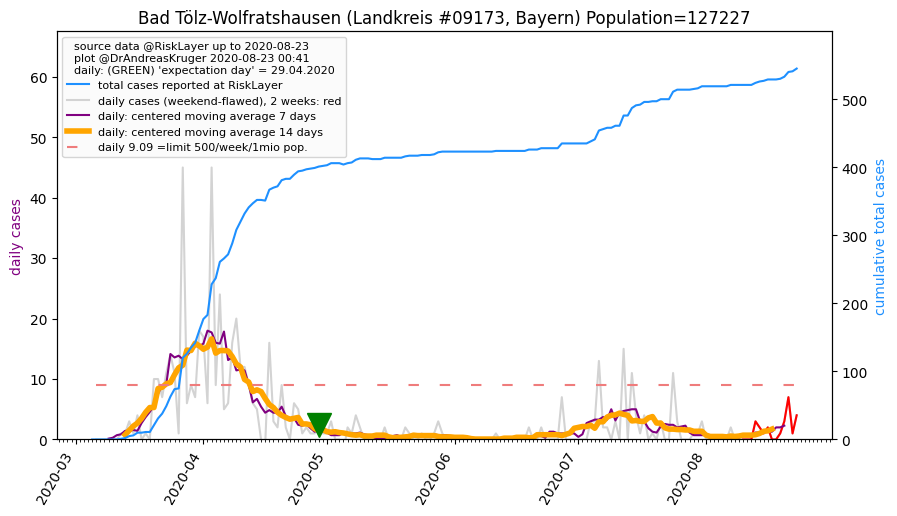 Bad Tölz-Wolfratshausen (Landkreis #09173, Bayern) Population=127227
source data @RiskLayer up to 2020-08-23
plot @DrAndreasKruger 2020-08-23 00:41
daily: (GREEN) 'expectation day' = 29.04.2020
total cases reported at RiskLayer
daily cases (weekend-flawed), 2 weeks: red
daily: centered moving average 7 days
daily: centered moving average 14 days
daily 9.09 =limit 500/week/1mio pop.
daily cases
60
50
40
30
20
10
0
cumulative total cases
500
400
300
200
100
0
2020-03
2020-04
2020-05
2020-06
2020-07
2020-08